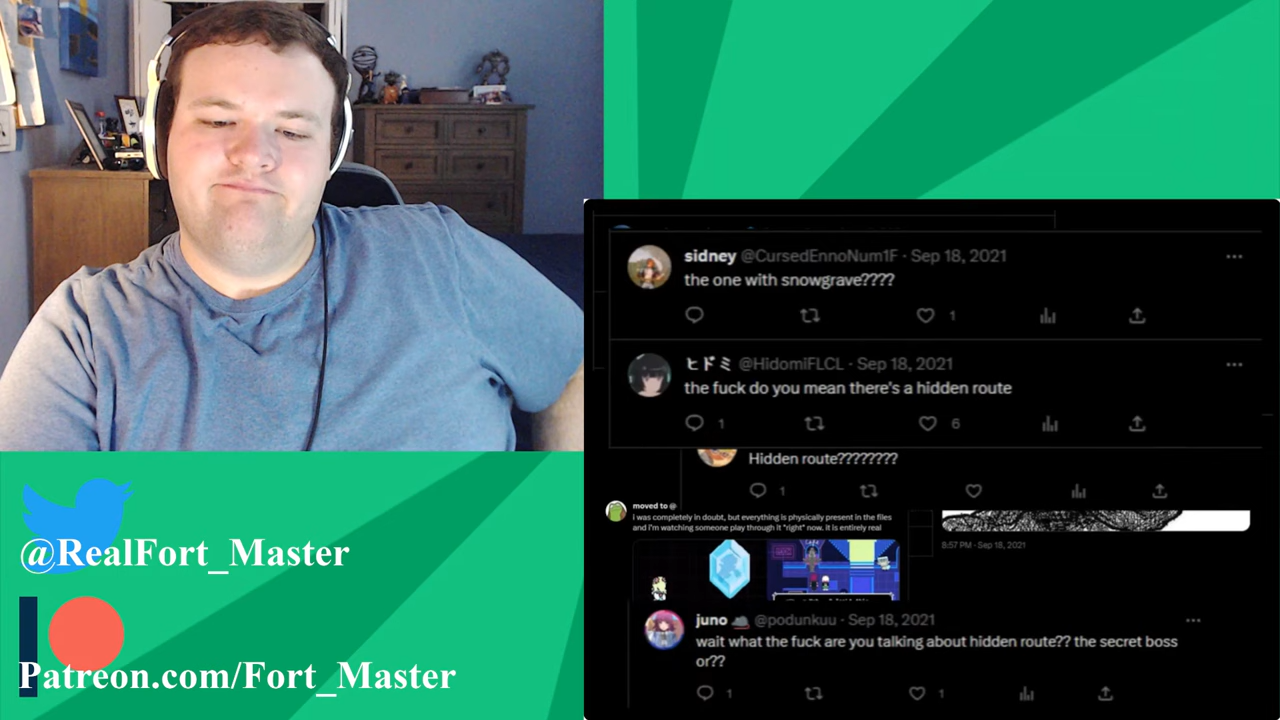 @RealFort_Master
Patreon.com/Fort_Master
sidney @CursedEnnoNum1F · Sep 18, 2021
the one with snowgrave????
1
ヒドミ @HidomiFLCL · Sep 18, 2021
the fuck do you mean there's a hidden route
1 6
Hidden route????????
1
moved to @
i was completely in doubt, but everything is physically present in the files
and i'm watching someone play through it *right* now. it is entirely real
8:57 PM · Sep 18, 2021
juno @podunkuu · Sep 18, 2021
wait what the fuck are you talking about hidden route?? the secret boss
or??
1 1